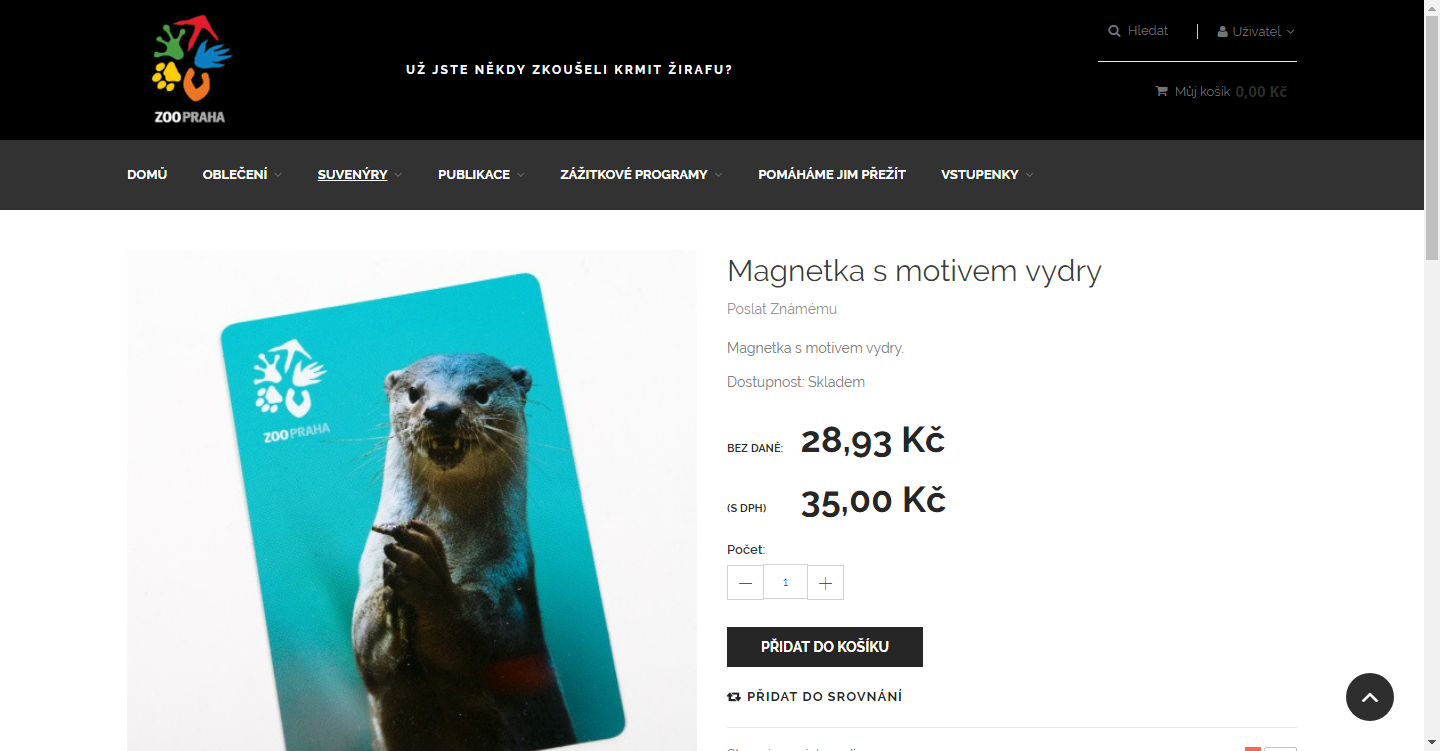 ZOO PRAHA
UŽ JSTE NĚKDY ZKOUŠELI KRMIT ŽIRAFU?
Hledat
Uživatel
Můj košík 0,00 Kč
DOMŮ OBLEČENÍ SUVENÝRY PUBLIKACE ZÁŽITKOVÉ PROGRAMY POMÁHÁME JIM PŘEŽÍT VSTUPENKY
ZOO PRAHA
Magnetka s motivem vydry
Poslat Známému
Magnetka s motivem vydry.
Dostupnost: Skladem
BEZ DANĚ: 28,93 Kč
(S DPH) 35,00 Kč
Počet:
1
PŘIDAT DO KOŠÍKU
PŘIDAT DO SROVNÁNÍ